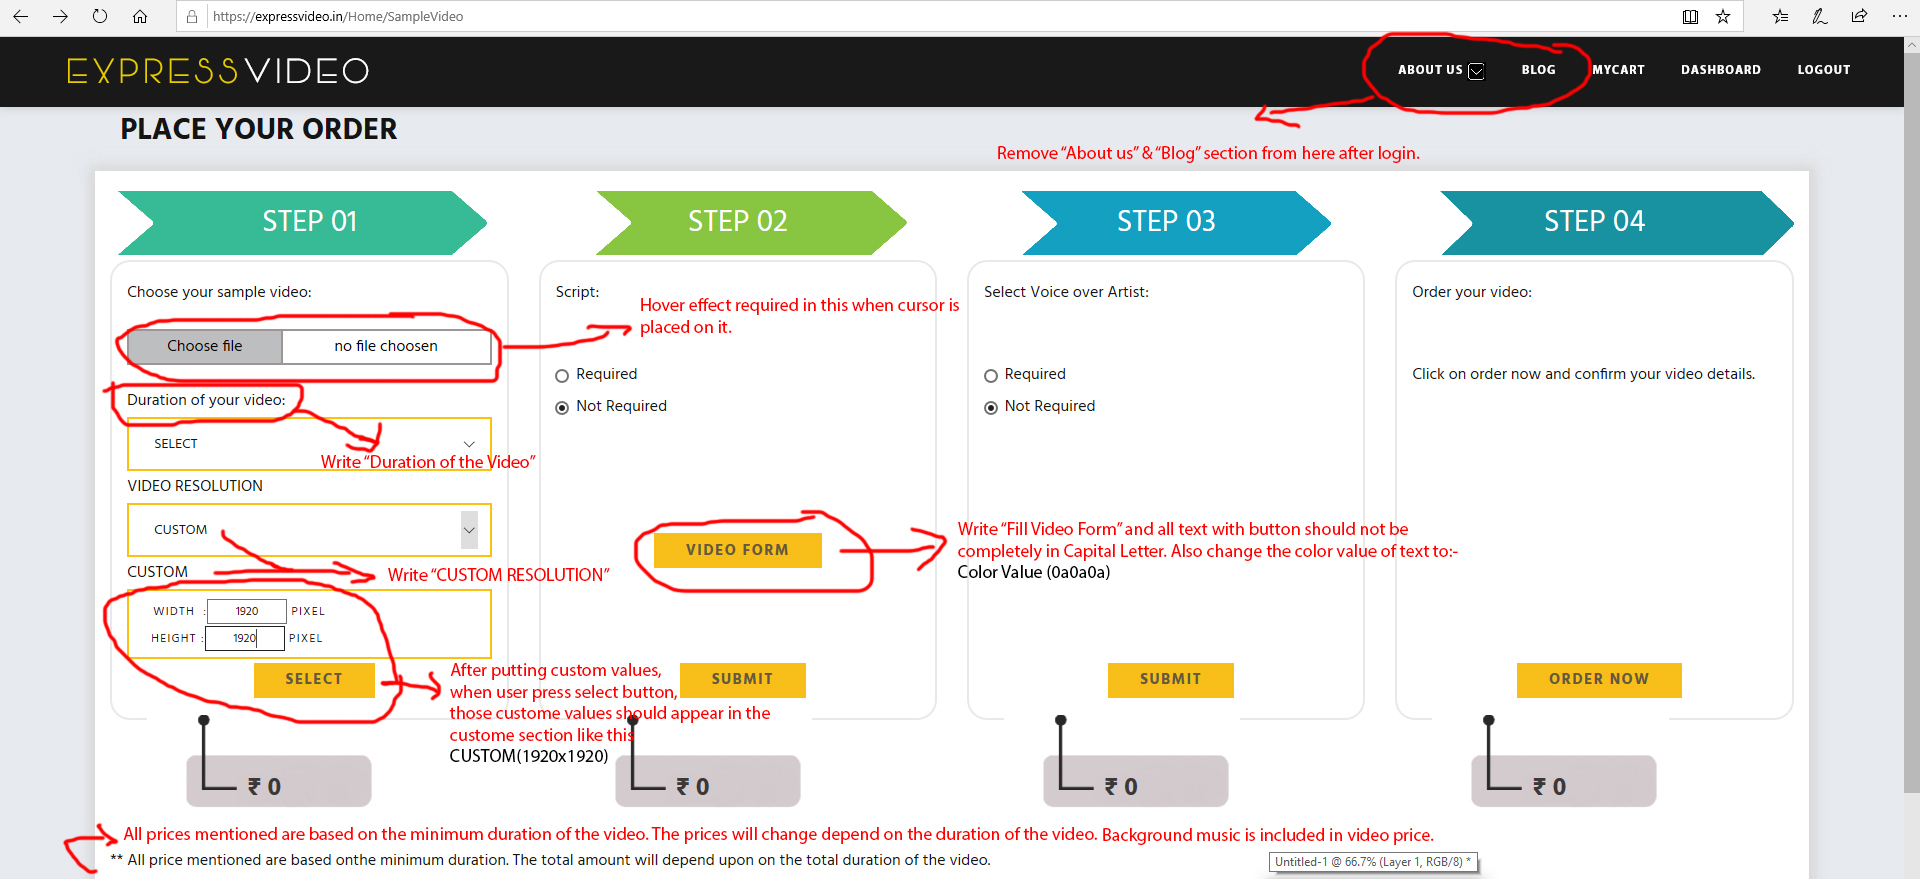 https://expressvideo.in/Home/SampleVideo
EXPRESSVIDEO
ABOUT US BLOG MYCART DASHBOARD LOGOUT
PLACE YOUR ORDER
Remove “About us” & “Blog” section from here after login.
STEP 01
STEP 02
STEP 03
STEP 04
Choose your sample video:
Choose file no file choosen
Duration of your video:
SELECT
Write “Duration of the Video”
VIDEO RESOLUTION
CUSTOM
CUSTOM
Write “CUSTOM RESOLUTION”
WIDTH : 1920 PIXEL
HEIGHT : 1920 PIXEL
SELECT
After putting custom values,
when user press select button,
those custome values should appear in the
custome section like this
CUSTOM(1920x1920)
₹ 0
Script:
Hover effect required in this when cursor is
placed on it.
Required
Not Required
VIDEO FORM
Write “Fill Video Form” and all text with button should not be
completely in Capital Letter. Also change the color value of text to:-
Color Value (0a0a0a)
SUBMIT
₹ 0
Select Voice over Artist:
Required
Not Required
SUBMIT
₹ 0
Order your video:
Click on order now and confirm your video details.
ORDER NOW
₹ 0
All prices mentioned are based on the minimum duration of the video. The prices will change depend on the duration of the video. Background music is included in video price.
** All price mentioned are based onthe minimum duration. The total amount will depend upon on the total duration of the video.
Untitled-1 @ 66.7% (Layer 1, RGB/8) *